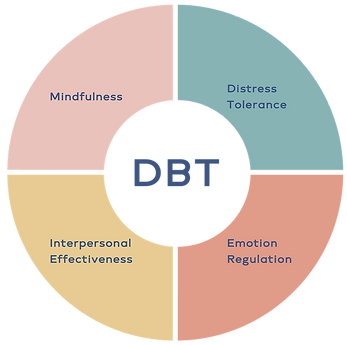 Mindfulness
Distress
Tolerance
DBT
Interpersonal
Effectiveness
Emotion
Regulation